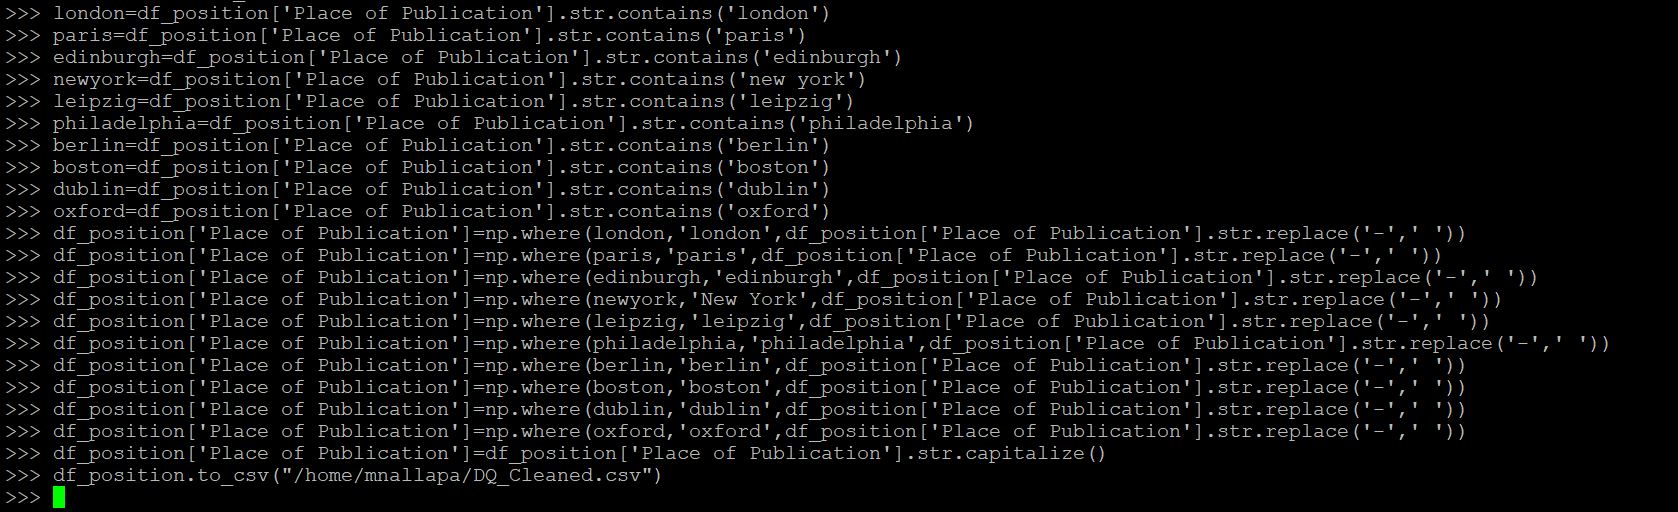 >>> london=df_position['Place of Publication'].str.contains('london')
>>> paris=df_position['Place of Publication'].str.contains('paris')
>>> edinburgh=df_position['Place of Publication'].str.contains('edinburgh')
>>> newyork=df_position['Place of Publication'].str.contains('new york')
>>> leipzig=df_position['Place of Publication'].str.contains('leipzig')
>>> philadelphia=df_position['Place of Publication'].str.contains('philadelphia')
>>> berlin=df_position['Place of Publication'].str.contains('berlin')
>>> boston=df_position['Place of Publication'].str.contains('boston')
>>> dublin=df_position['Place of Publication'].str.contains('dublin')
>>> oxford=df_position['Place of Publication'].str.contains('oxford')
>>> df_position['Place of Publication']=np.where(london,'london',df_position['Place of Publication'].str.replace('-',' '))
>>> df_position['Place of Publication']=np.where(paris,'paris',df_position['Place of Publication'].str.replace('-',' '))
>>> df_position['Place of Publication']=np.where(edinburgh,'edinburgh',df_position['Place of Publication'].str.replace('-',' '))
>>> df_position['Place of Publication']=np.where(newyork,'New York',df_position['Place of Publication'].str.replace('-',' '))
>>> df_position['Place of Publication']=np.where(leipzig,'leipzig',df_position['Place of Publication'].str.replace('-',' '))
>>> df_position['Place of Publication']=np.where(philadelphia,'philadelphia',df_position['Place of Publication'].str.replace('-',' '))
>>> df_position['Place of Publication']=np.where(berlin,'berlin',df_position['Place of Publication'].str.replace('-',' '))
>>> df_position['Place of Publication']=np.where(boston,'boston',df_position['Place of Publication'].str.replace('-',' '))
>>> df_position['Place of Publication']=np.where(dublin,'dublin',df_position['Place of Publication'].str.replace('-',' '))
>>> df_position['Place of Publication']=np.where(oxford,'oxford',df_position['Place of Publication'].str.replace('-',' '))
>>> df_position['Place of Publication']=df_position['Place of Publication'].str.capitalize()
>>> df_position.to_csv("/home/mnallapa/DQ_Cleaned.csv")
>>>